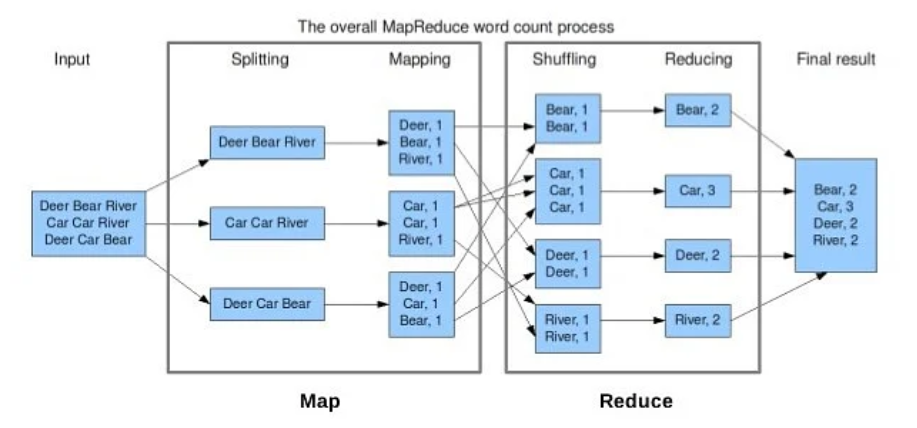 The overall MapReduce word count process
Input
Splitting
Mapping
Shuffling
Reducing
Final result
Deer Bear River
Car Car River
Deer Car Bear
Deer Bear River
Car Car River
Deer Car Bear
Deer, 1
Bear, 1
River, 1
Car, 1
Car, 1
River, 1
Deer, 1
Car, 1
Bear, 1
Bear, 1
Bear, 1
Car, 1
Car, 1
Car, 1
Deer, 1
Deer, 1
River, 1
River, 1
Bear, 2
Car, 3
Deer, 2
River, 2
Bear, 2
Car, 3
Deer, 2
River, 2
Map
Reduce